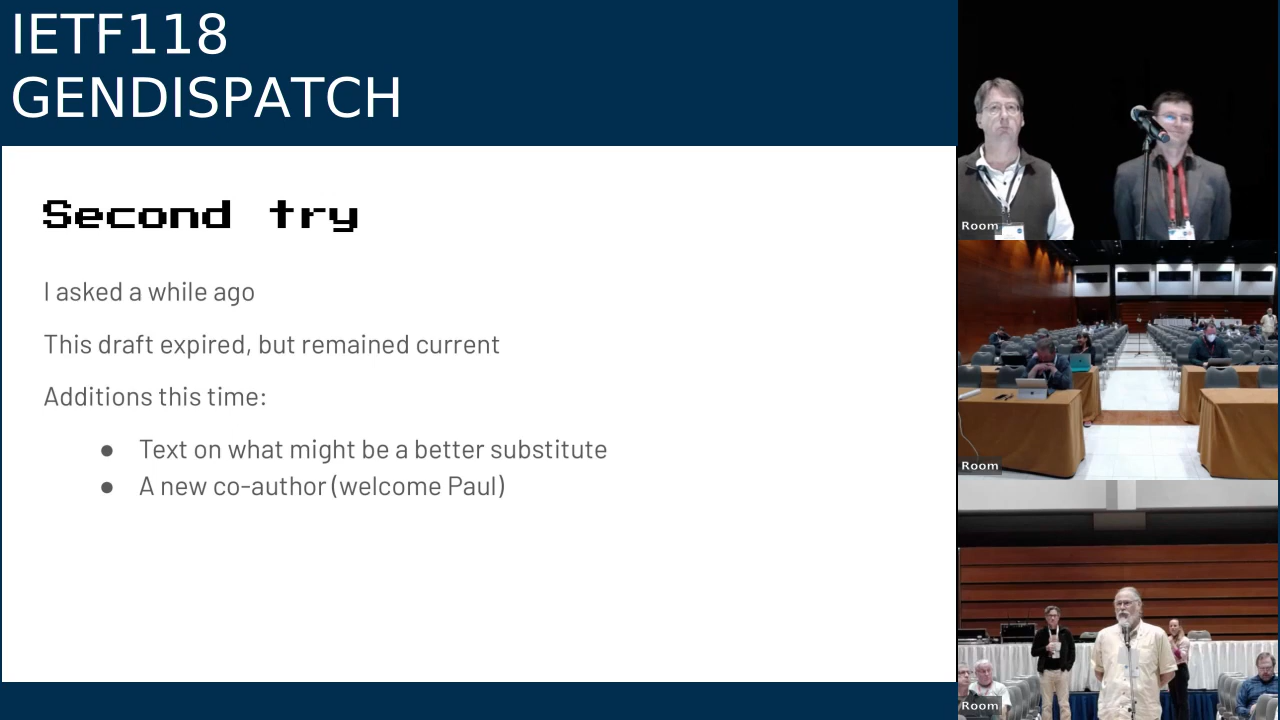 IETF118
GENDISPATCH
Second try
I asked a while ago
This draft expired, but remained current
Additions this time:
● Text on what might be a better substitute
● A new co-author (welcome Paul)
Room
Room
Room